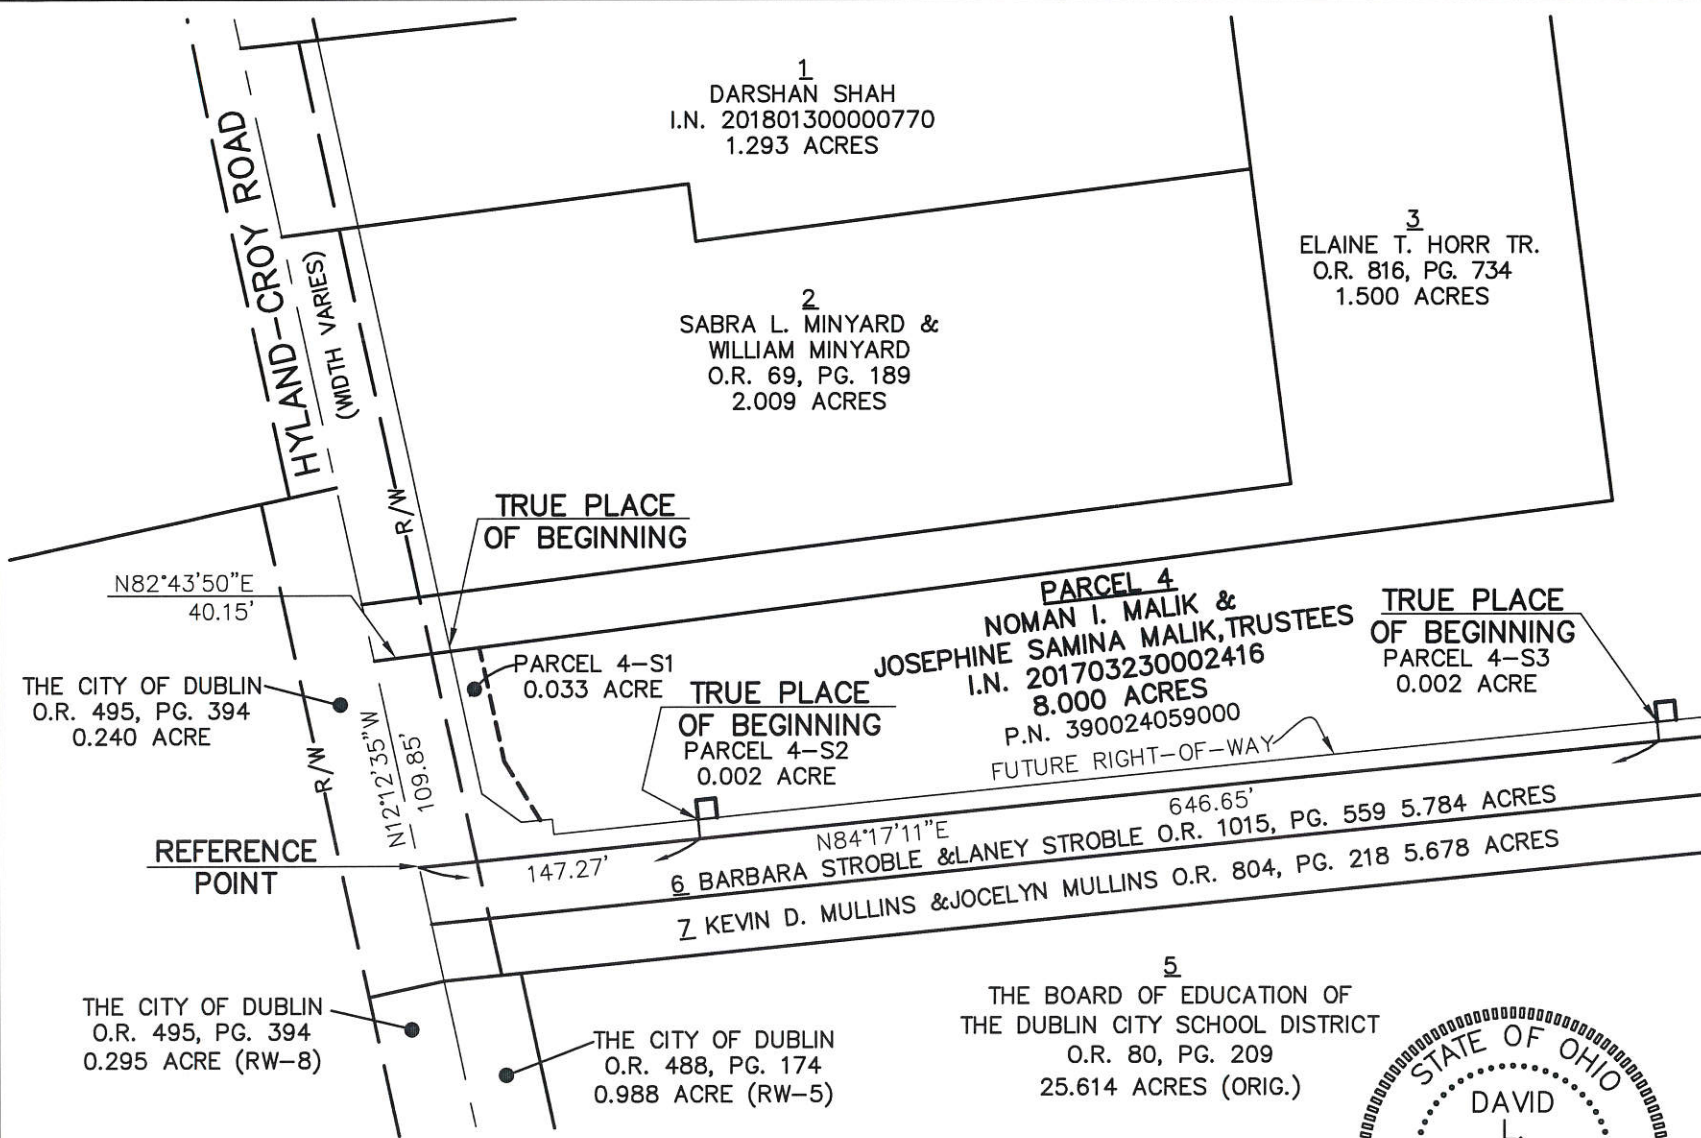 1
DARSHAN SHAH
I.N. 201801300000770
1.293 ACRES
HYLAND-CROY ROAD
(WIDTH VARIES)
2
SABRA L. MINYARD &
WILLIAM MINYARD
O.R. 69, PG. 189
2.009 ACRES
3
ELAINE T. HORR TR.
O.R. 816, PG. 734
1.500 ACRES
R/W
TRUE PLACE
OF BEGINNING
N82°43'50"E
40.15'
PARCEL 4
NOMAN I. MALIK &
JOSEPHINE SAMINA MALIK,TRUSTEES
I.N. 201703230002416
8.000 ACRES
P.N. 390024059000
TRUE PLACE
OF BEGINNING
PARCEL 4-S3
0.002 ACRE
PARCEL 4-S1
0.033 ACRE
THE CITY OF DUBLIN
O.R. 495, PG. 394
0.240 ACRE
TRUE PLACE
OF BEGINNING
PARCEL 4-S2
0.002 ACRE
R/W
N12°12'35"W
109.85'
FUTURE RIGHT-OF-WAY
REFERENCE
POINT
147.27'
N84°17'11"E
646.65'
6 BARBARA STROBLE &LANEY STROBLE O.R. 1015, PG. 559 5.784 ACRES
7 KEVIN D. MULLINS &JOCELYN MULLINS O.R. 804, PG. 218 5.678 ACRES
THE CITY OF DUBLIN
O.R. 495, PG. 394
0.295 ACRE (RW-8)
THE CITY OF DUBLIN
O.R. 488, PG. 174
0.988 ACRE (RW-5)
5
THE BOARD OF EDUCATION OF
THE DUBLIN CITY SCHOOL DISTRICT
O.R. 80, PG. 209
25.614 ACRES (ORIG.)
STATE OF OHIO
DAVID
L.